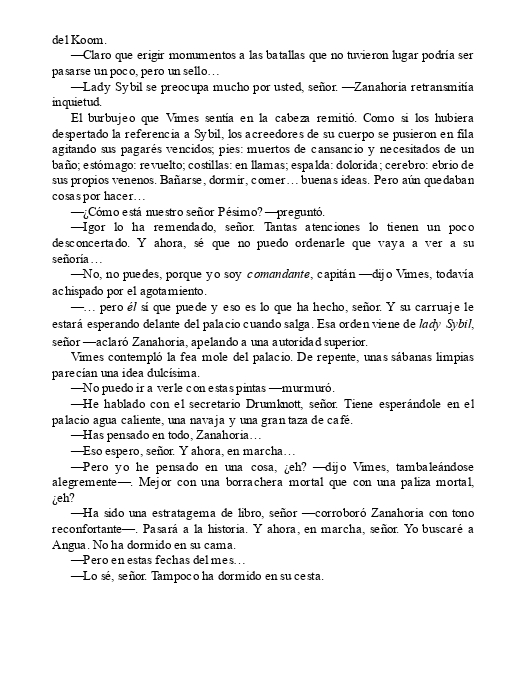 del Koom.
—Claro que erigir monumentos a las batallas que no tuvieron lugar podría ser
pasarse un poco, pero un sello…
—Lady Sybil se preocupa mucho por usted, señor. —Zanahoria retransmitía
inquietud.
El burbujeo que Vimes sentía en la cabeza remitió. Como si los hubiera
despertado la referencia a Sybil, los acreedores de su cuerpo se pusieron en fila
agitando sus pagarés vencidos; pies: muertos de cansancio y necesitados de un
baño; estómago: revuelto; costillas: en llamas; espalda: dolorida; cerebro: ebrio de
sus propios venenos. Bañarse, dormir, comer… buenas ideas. Pero aún quedaban
cosas por hacer…
—¿Cómo está nuestro señor Pésimo? —preguntó.
—Igor lo ha remendado, señor. Tantas atenciones lo tienen un poco
desconcertado. Y ahora, sé que no puedo ordenarle que vaya a ver a su
señoría…
—No, no puedes, porque yo soy comandante, capitán —dijo Vimes, todavía
achispado por el agotamiento.
—… pero él sí que puede y eso es lo que ha hecho, señor. Y su carruaje le
estará esperando delante del palacio cuando salga. Esa orden viene de lady Sybil,
señor —aclaró Zanahoria, apelando a una autoridad superior.
Vimes contempló la fea mole del palacio. De repente, unas sábanas limpias
parecían una idea dulcísima.
—No puedo ir a verle con estas pintas —murmuró.
—He hablado con el secretario Drumknott, señor. Tiene esperándole en el
palacio agua caliente, una navaja y una gran taza de café.
—Has pensado en todo, Zanahoria…
—Eso espero, señor. Y ahora, en marcha…
—Pero yo he pensado en una cosa, ¿eh? —dijo Vimes, tambaleándose
alegremente—. Mejor con una borrachera mortal que con una paliza mortal,
¿eh?
—Ha sido una estratagema de libro, señor —corroboró Zanahoria con tono
reconfortante—. Pasará a la historia. Y ahora, en marcha, señor. Yo buscaré a
Angua. No ha dormido en su cama.
—Pero en estas fechas del mes…
—Lo sé, señor. Tampoco ha dormido en su cesta.